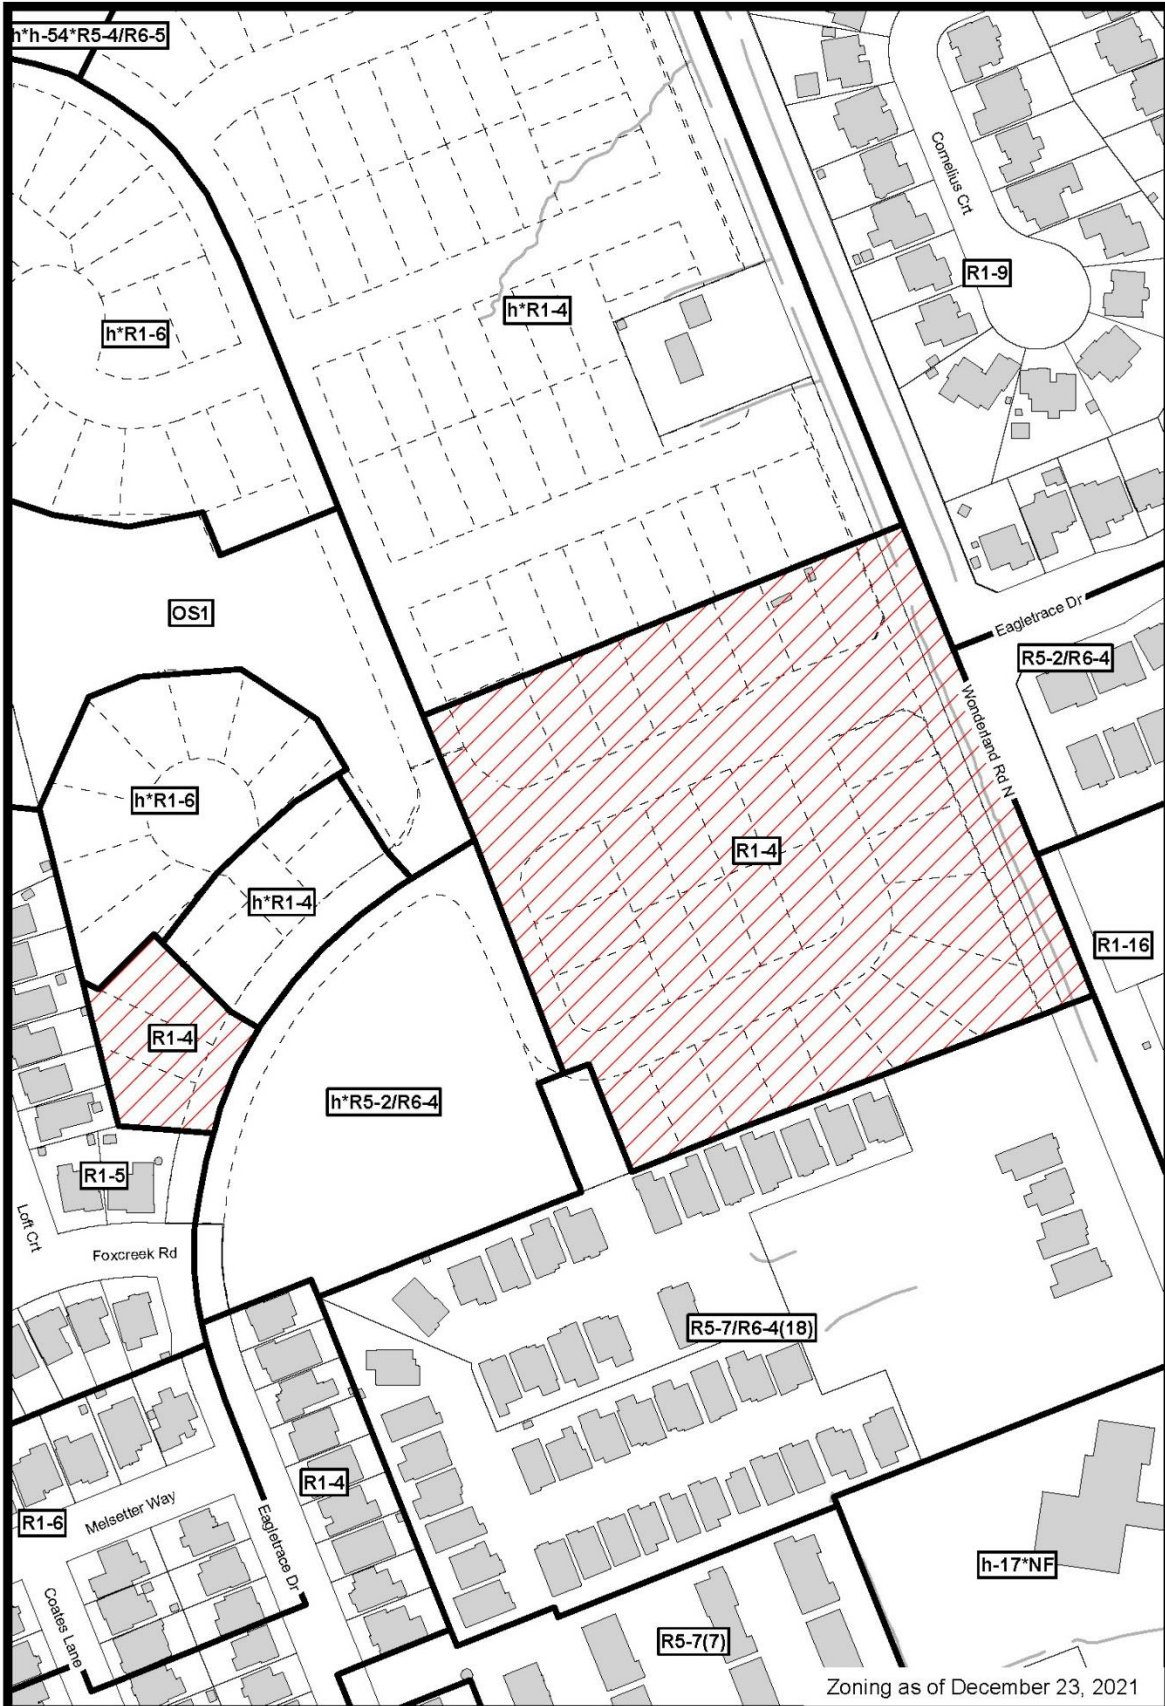 h*h-54*R5-4/R6-5
Cornelius Crt
R1-9
h*R1-4
h*R1-6
OS1
Eagletrace Dr
R5-2/R6-4
Wonderland Rd N
h*R1-6
R1-4
h*R1-4
R1-16
R1-4
h*R5-2/R6-4
R1-5
Loft Crt
Foxcreek Rd
R5-7/R6-4(18)
R1-4
Melsetter Way
R1-6
Eagletrace Dr
h-17*NF
Coates Lane
R5-7(7)
Zoning as of December 23, 2021